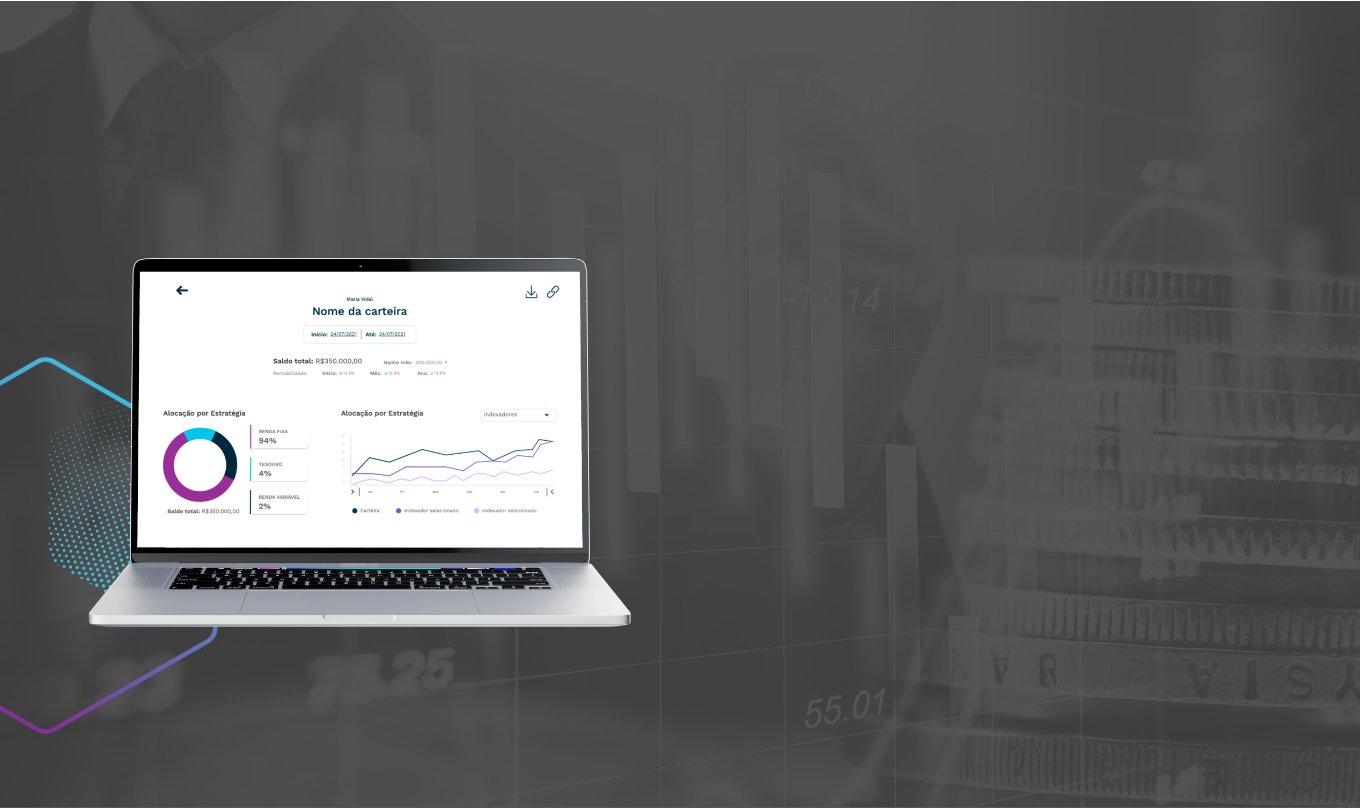 Maria Vidal
Nome da carteira
Início: 24/07/2021 Até: 24/07/2021
Saldo total: R$350.000,00 Ganho mês: 200.000,00
Rentabilidade: Início: 13.8% Mês: 13.8% Ano: 13.8%
Alocação por Estratégia
RENDA FIXA
94%
TESOURO
4%
RENDA VARIÁVEL
2%
Saldo total: R$350.000,00
Alocação por Estratégia
Indexadores
Carteira Indexador selecionado Indexador selecionado
75.25
55.01